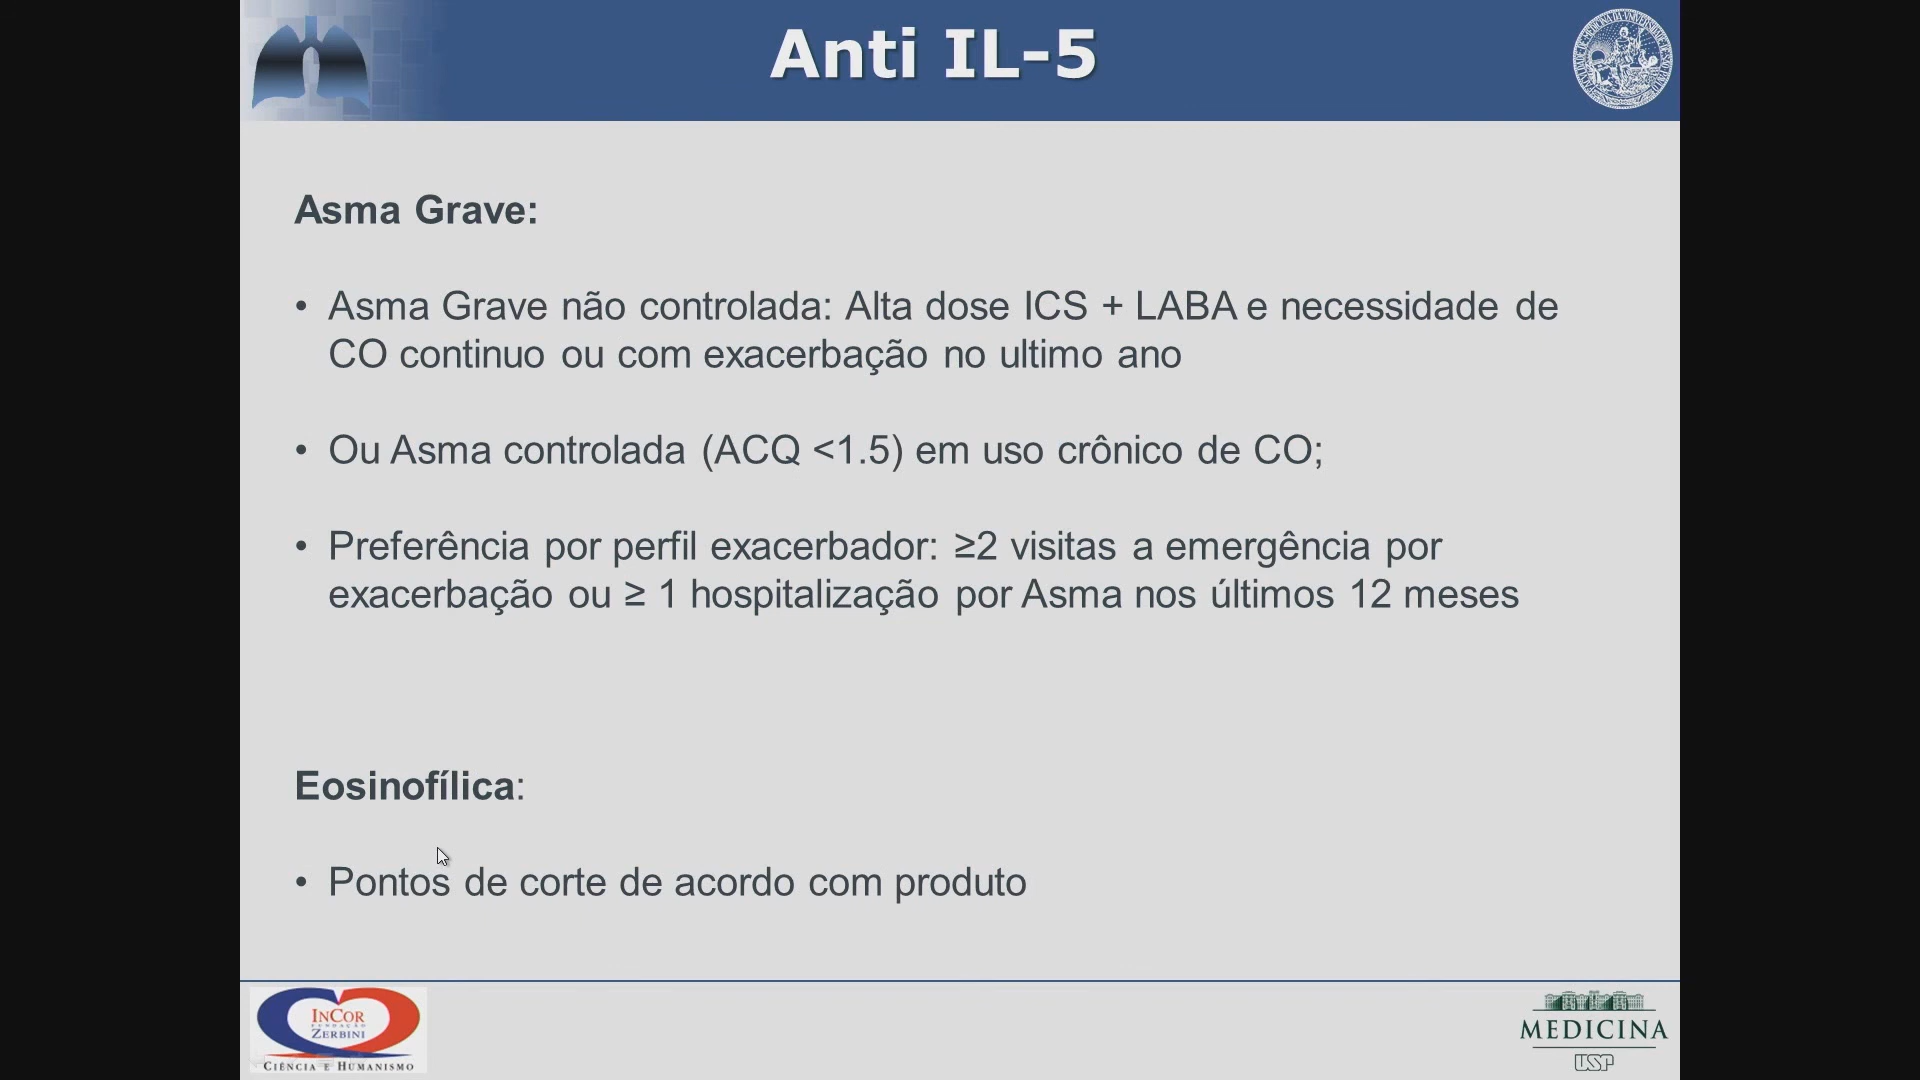 Anti IL-5
Asma Grave:
• Asma Grave não controlada: Alta dose ICS + LABA e necessidade de
CO continuo ou com exacerbação no ultimo ano
• Ou Asma controlada (ACQ <1.5) em uso crônico de CO;
• Preferência por perfil exacerbador: ≥2 visitas a emergência por
exacerbação ou ≥ 1 hospitalização por Asma nos últimos 12 meses
Eosinofílica:
• Pontos de corte de acordo com produto
INCOR
FUNDAÇÃO
ZERBINI
CIÊNCIA E HUMANISMO
MEDICINA
USP